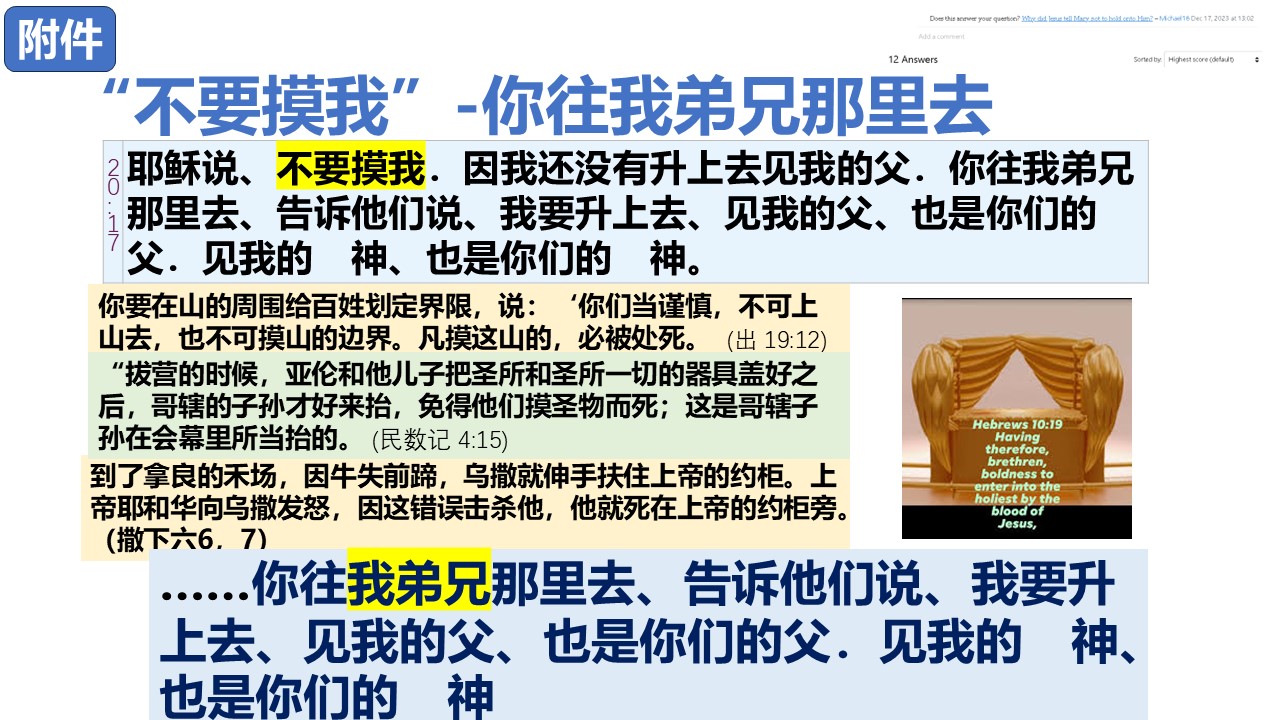 附件
Does this answer your question? Why did Jesus tell Mary not to hold onto Him? – Michael16 Dec 17, 2023 at 13:02
Add a comment
12 Answers
Sorted by: Highest score (default)
“不要摸我”-你往我弟兄那里去
20:17
耶稣说、不要摸我．因我还没有升上去见我的父．你往我弟兄
那里去、告诉他们说、我要升上去、见我的父、也是你们的
父．见我的　神、也是你们的　神。
你要在山的周围给百姓划定界限，说：‘你们当谨慎，不可上
山去，也不可摸山的边界。凡摸这山的，必被处死。 (出 19:12)
“拔营的时候，亚伦和他儿子把圣所和圣所一切的器具盖好之
后，哥辖的子孙才好来抬，免得他们摸圣物而死；这是哥辖子
孙在会幕里所当抬的。 (民数记 4:15)
到了拿良的禾场，因牛失前蹄，乌撒就伸手扶住上帝的约柜。上
帝耶和华向乌撒发怒，因这错误击杀他，他就死在上帝的约柜旁。
（撒下六6，7）
Hebrews 10:19
Having
therefore,
brethren,
boldness to
enter into the
holiest by the
blood of
Jesus,
……你往我弟兄那里去、告诉他们说、我要升
上去、见我的父、也是你们的父．见我的　神、
也是你们的　神